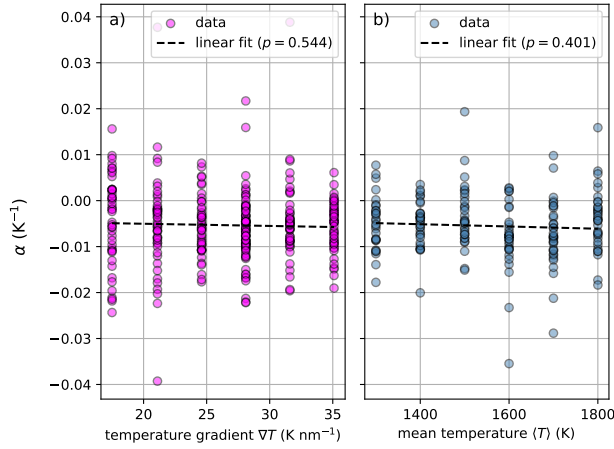 a)
data
linear fit (p = 0.544)
b)
data
linear fit (p = 0.401)
0.04
0.03
0.02
0.01
0.00
−0.01
−0.02
−0.03
−0.04
α (K⁻¹)
20 25 30 35
temperature gradient ∇T (K nm⁻¹)
1400 1600 1800
mean temperature ⟨T⟩ (K)